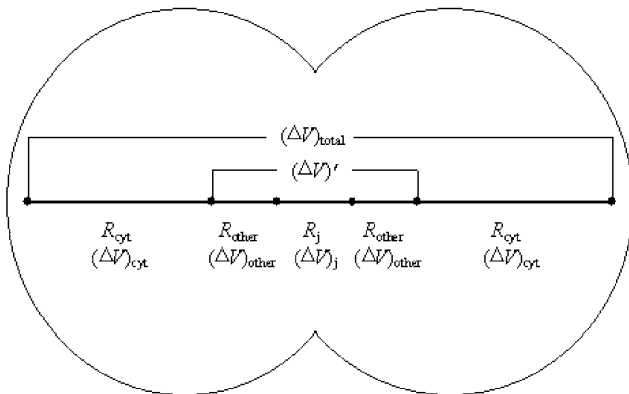 (ΔV)total
(ΔV)′
Rcyt Rother Rj Rother Rcyt
(ΔV)cyt (ΔV)other (ΔV)j (ΔV)other (ΔV)cyt